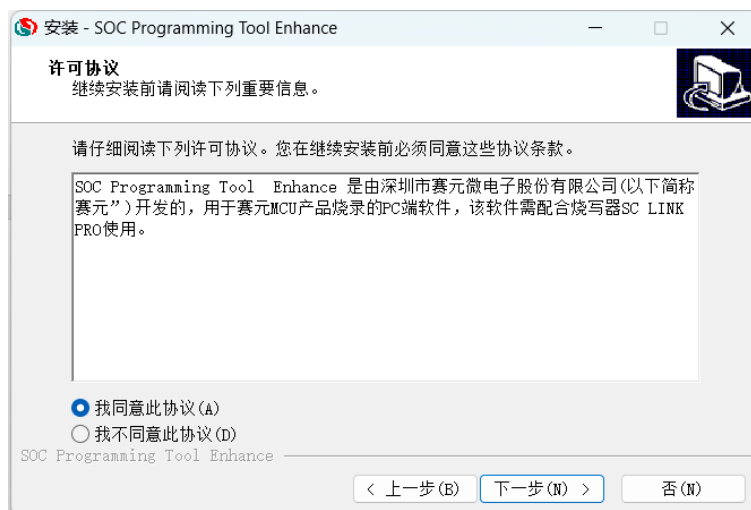 安装 - SOC Programming Tool Enhance
许可协议
继续安装前请阅读下列重要信息。
请仔细阅读下列许可协议。您在继续安装前必须同意这些协议条款。
SOC Programming Tool  Enhance 是由深圳市赛元微电子股份有限公司(以下简称
赛元”)开发的，用于赛元MCU产品烧录的PC端软件，该软件需配合烧写器SC LINK
PRO使用。
我同意此协议(A)
我不同意此协议(D)
SOC Programming Tool Enhance
< 上一步(B)
下一步(N) >
否(N)